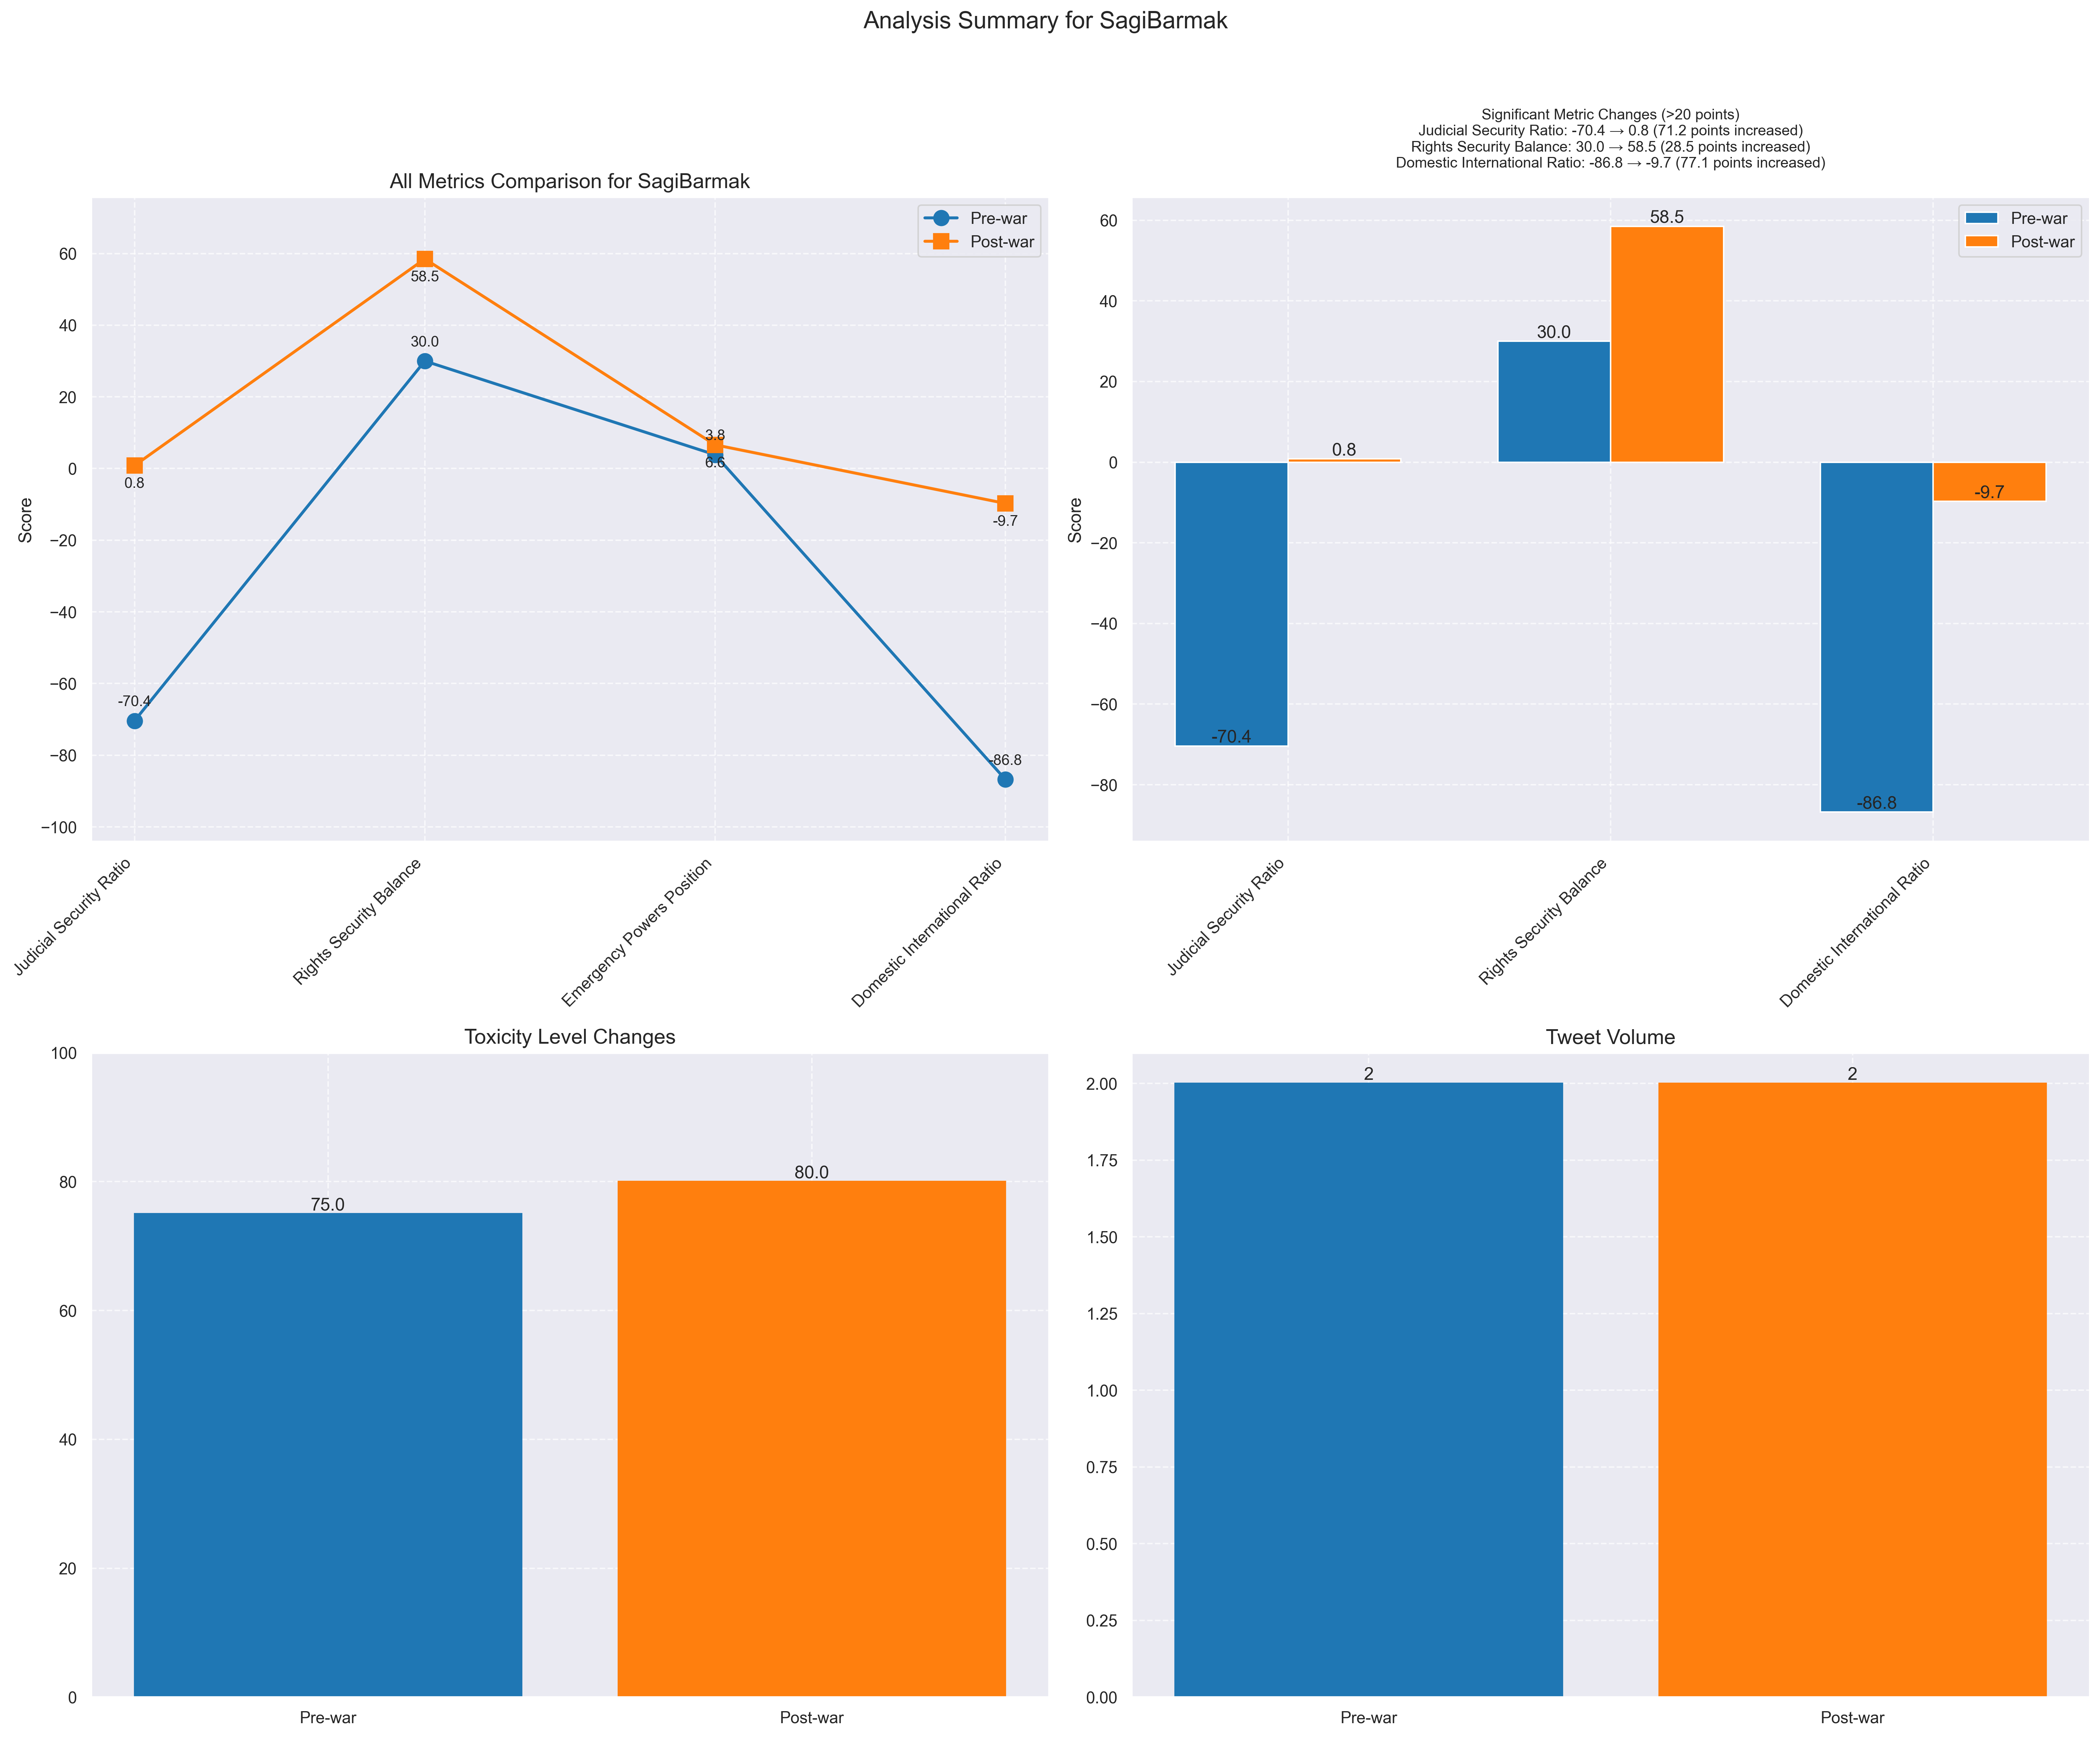 Analysis Summary for SagiBarmak
All Metrics Comparison for SagiBarmak
Pre-war
Post-war
60
40
20
0
−20
−40
−60
−80
−100
Score
0.8
58.5
30.0
3.8
6.6
-9.7
-70.4
-86.8
Judicial Security Ratio
Rights Security Balance
Emergency Powers Position
Domestic International Ratio
Significant Metric Changes (>20 points)
Judicial Security Ratio: -70.4 → 0.8 (71.2 points increased)
Rights Security Balance: 30.0 → 58.5 (28.5 points increased)
Domestic International Ratio: -86.8 → -9.7 (77.1 points increased)
Pre-war
Post-war
60
40
20
0
−20
−40
−60
−80
Score
58.5
30.0
0.8
-9.7
-70.4
-86.8
Judicial Security Ratio
Rights Security Balance
Domestic International Ratio
Toxicity Level Changes
100
80
60
40
20
0
75.0
80.0
Pre-war
Post-war
Tweet Volume
2.00
1.75
1.50
1.25
1.00
0.75
0.50
0.25
0.00
2
2
Pre-war
Post-war